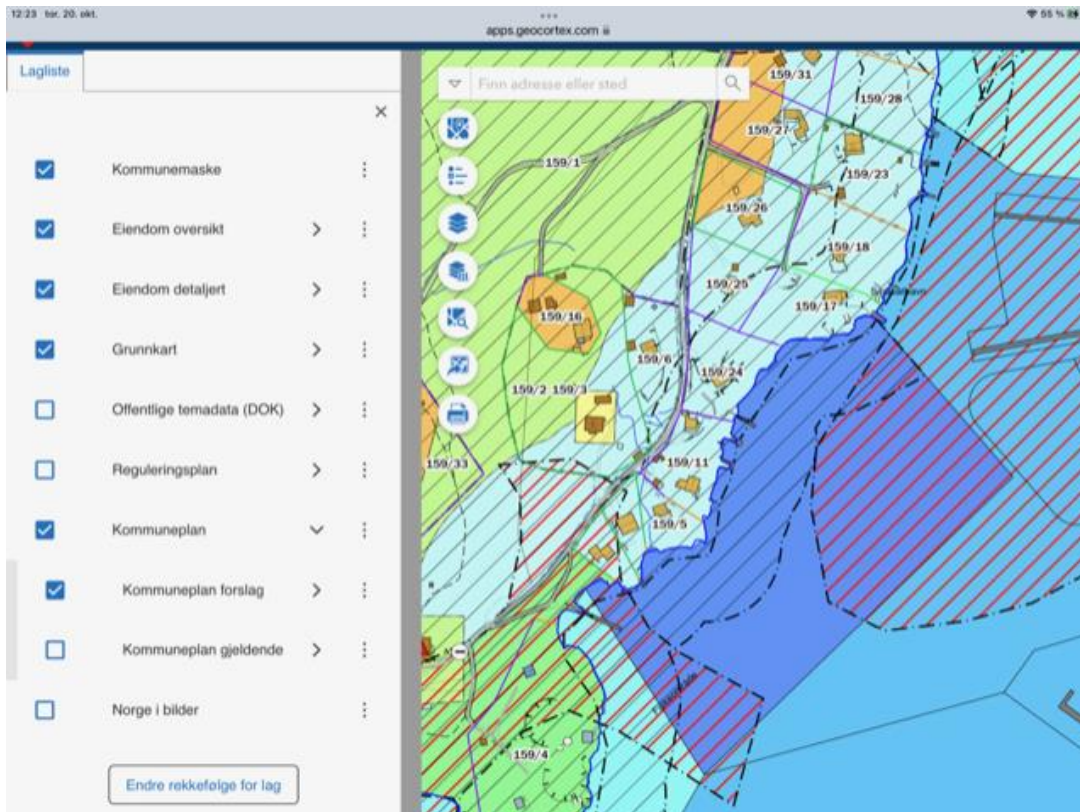 12:23 tor. 20. okt.
apps.geocortex.com
55 %
Lagliste
Kommunemaske
Eiendom oversikt
Eiendom detaljert
Grunnkart
Offentlige temadata (DOK)
Reguleringsplan
Kommuneplan
Kommuneplan forslag
Kommuneplan gjeldende
Norge i bilder
Endre rekkefølge for lag
Finn adresse eller sted
159/31
159/28
159/27
159/1
159/23
159/26
159/18
159/25
159/17
159/16
159/6
159/24
159/2 159/3
159/33
159/11
159/5
159/4